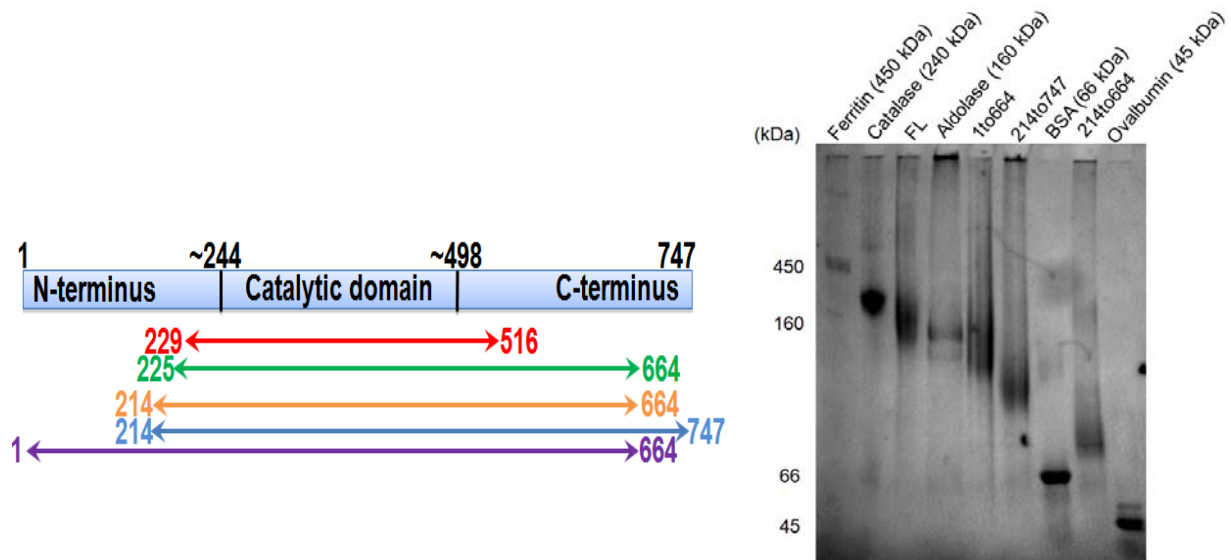 1 ~244 ~498 747
N-terminus Catalytic domain C-terminus
229 516
225 664
214 664
214 747
1 664
(kDa)
Ferritin (450 kDa)
Catalase (240 kDa)
FL
Aldolase (160 kDa)
1to664
214to747
BSA (66 kDa)
214to664
Ovalbumin (45 kDa)
450
160
66
45